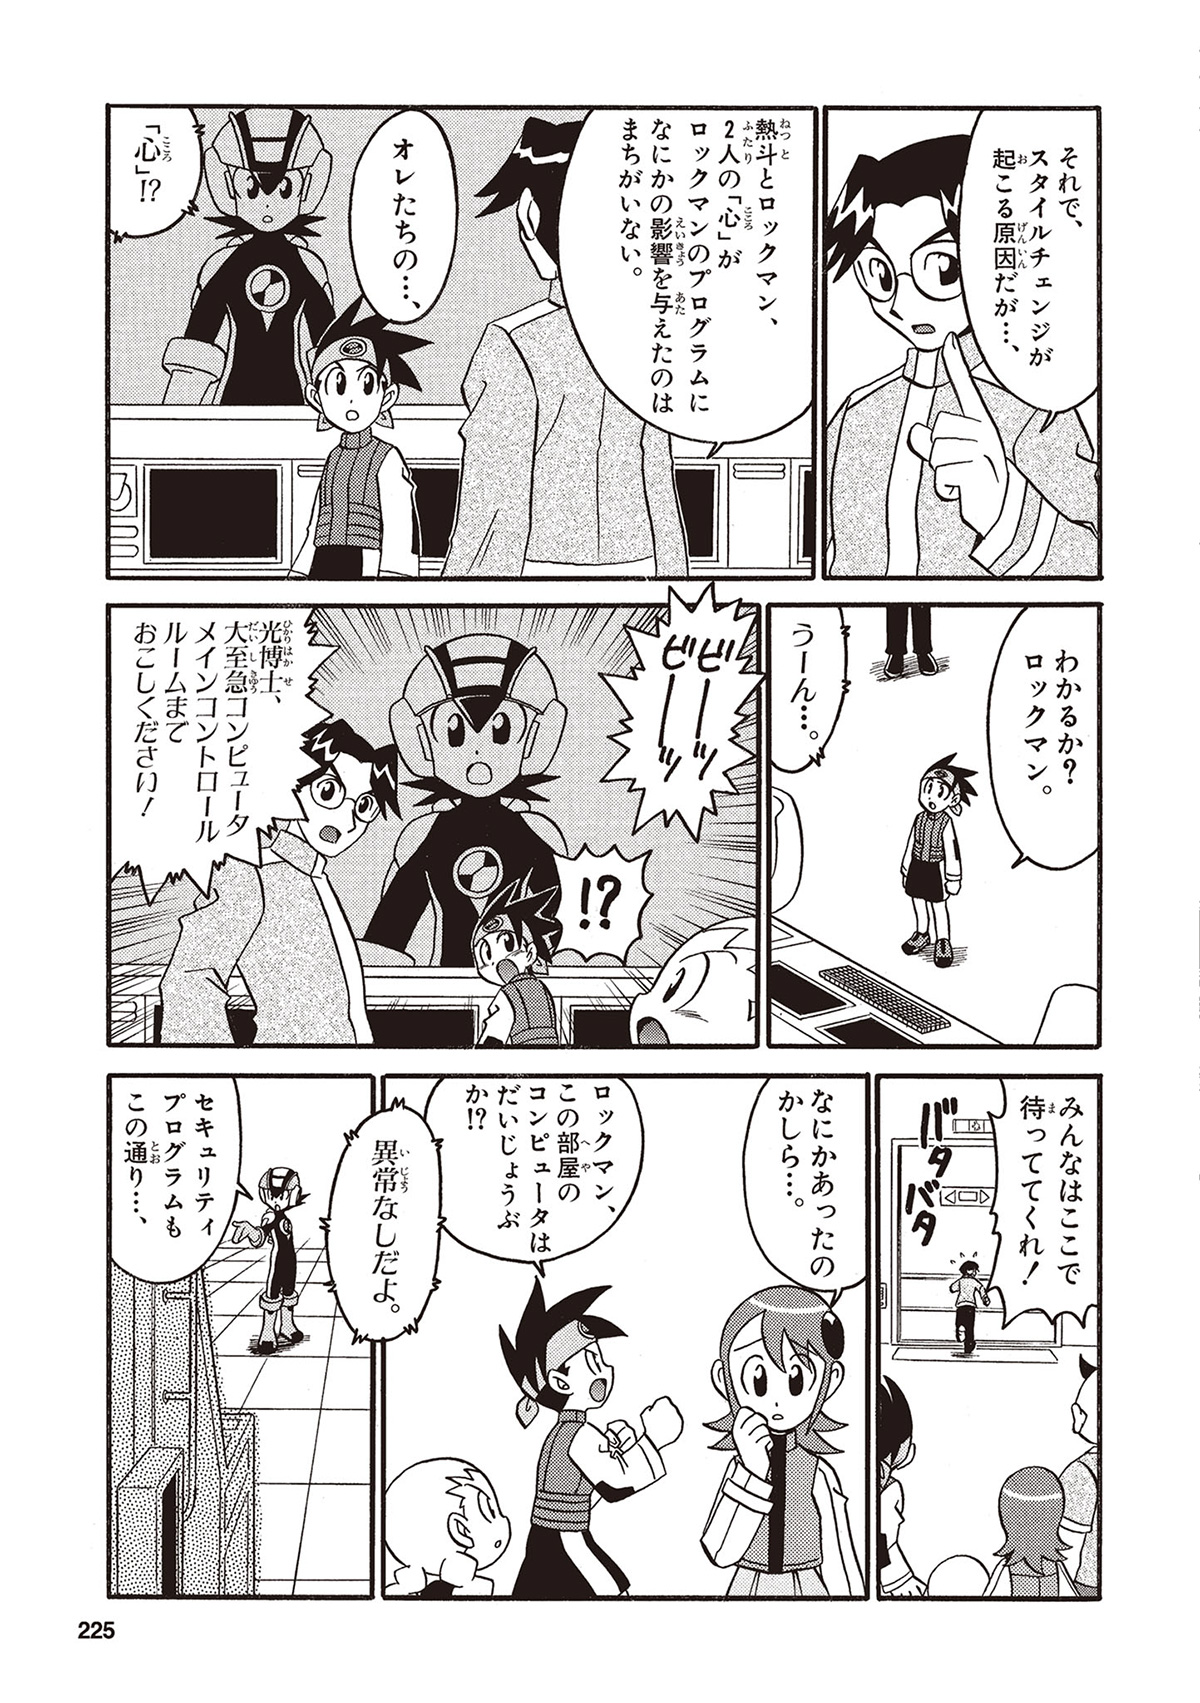 それで、
スタイルチェンジが
起こる原因だが…、
熱斗とロックマン、
2人の「心」が
ロックマンのプログラムに
なにかの影響を与えたのは
まちがいない。
オレたちの…、
「心」!?
わかるか?
ロックマン。
うーん…。
ビーッ
ビーッ
!?
光博士、
大至急コンピュータ
メインコントロール
ルームまで
おこしください!
みんなはここで
待っててくれ!
バタ
バタ
なにかあったの
かしら…。
ロックマン、
この部屋の
コンピュータは
だいじょうぶ
か!?
異常なしだよ。
セキュリティ
プログラムも
この通り…、
225